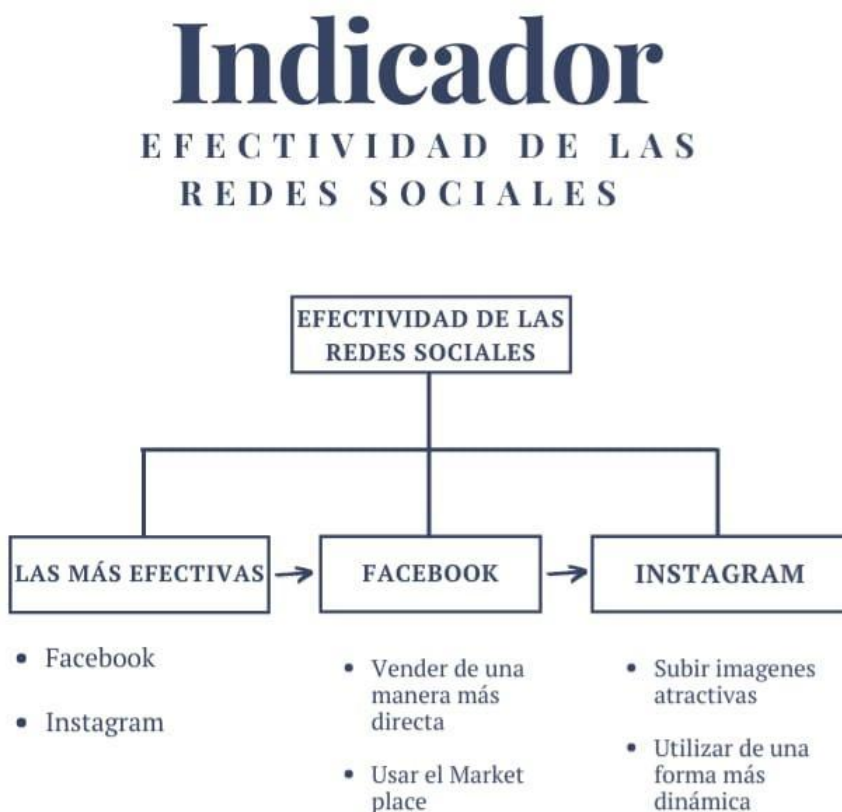 Indicador
EFECTIVIDAD DE LAS
REDES SOCIALES
EFECTIVIDAD DE LAS
REDES SOCIALES
LAS MÁS EFECTIVAS
FACEBOOK
INSTAGRAM
• Facebook
• Instagram
• Vender de una
manera más
directa
• Usar el Market
place
• Subir imagenes
atractivas
• Utilizar de una
forma más
dinámica